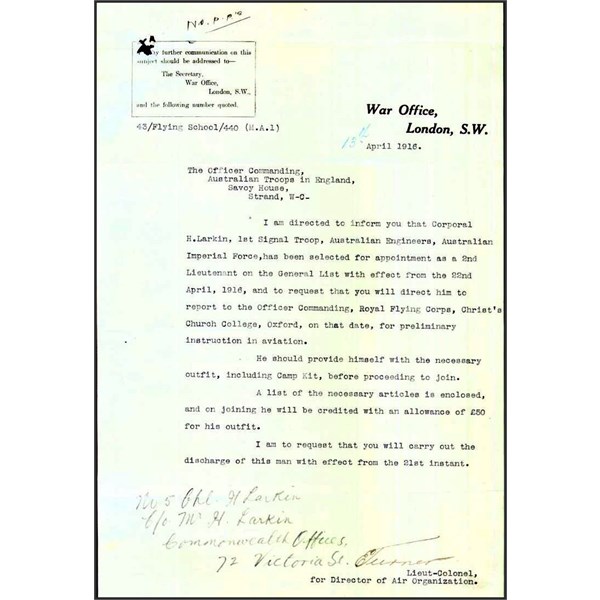 Any further communication on this
subject should be addressed to—
The Secretary,
War Office,
London, S.W.,
and the following number quoted.
43/Flying School/440 (M.A.1)
War Office,
London, S.W.
13th April 1916.
The Officer Commanding,
Australian Troops in England,
Savoy House,
Strand, W-C-
I am directed to inform you that Corporal
H.Larkin, 1st Signal Troop, Australian Engineers, Australian
Imperial Force,has been selected for appointment as a 2nd
Lieutenant on the General List with effect from the 22nd
April, 1916, and to request that you will direct him to
report to the Officer Commanding, Royal Flying Corps, Christ's
Church College, Oxford, on that date, for preliminary
instruction in aviation.
He should provide himself with the necessary
outfit, including Camp Kit, before proceeding to join.
A list of the necessary articles is enclosed,
and on joining he will be credited with an allowance of £50
for his outfit.
I am to request that you will carry out the
discharge of this man with effect from the 21st instant.
5 Cpl. H Larkin
C/o Mr H. Larkin
Commonwealth Offices,
72 Victoria St.
Lieut-Colonel,
for Director of Air Organization.